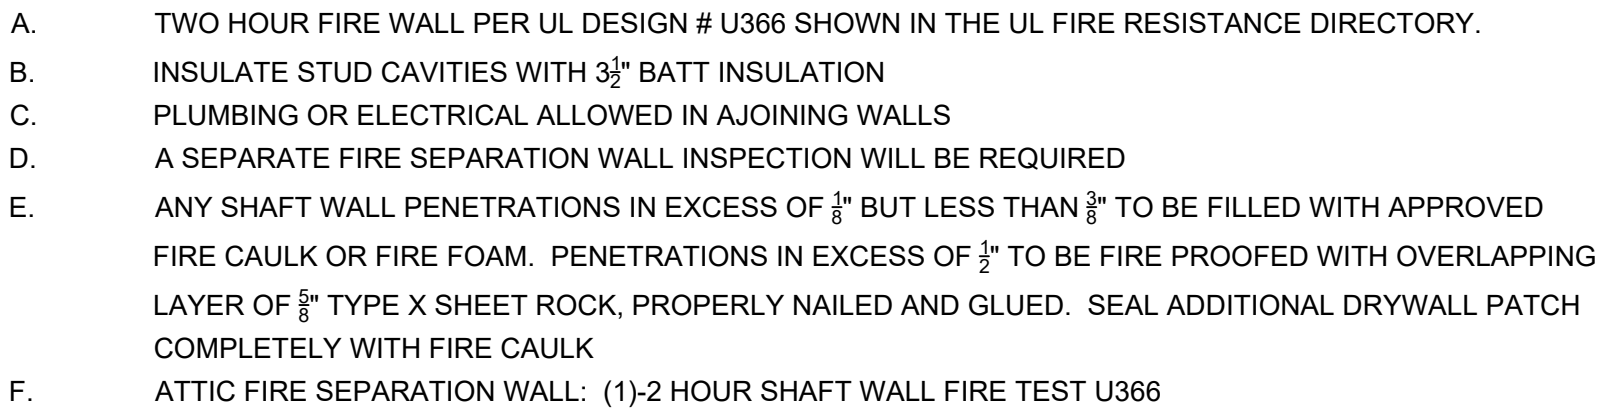 A. TWO HOUR FIRE WALL PER UL DESIGN # U366 SHOWN IN THE UL FIRE RESISTANCE DIRECTORY.
B. INSULATE STUD CAVITIES WITH 3½" BATT INSULATION
C. PLUMBING OR ELECTRICAL ALLOWED IN AJOINING WALLS
D. A SEPARATE FIRE SEPARATION WALL INSPECTION WILL BE REQUIRED
E. ANY SHAFT WALL PENETRATIONS IN EXCESS OF ⅛" BUT LESS THAN ⅜" TO BE FILLED WITH APPROVED
FIRE CAULK OR FIRE FOAM. PENETRATIONS IN EXCESS OF ½" TO BE FIRE PROOFED WITH OVERLAPPING
LAYER OF ⅝" TYPE X SHEET ROCK, PROPERLY NAILED AND GLUED. SEAL ADDITIONAL DRYWALL PATCH
COMPLETELY WITH FIRE CAULK
F. ATTIC FIRE SEPARATION WALL: (1)-2 HOUR SHAFT WALL FIRE TEST U366